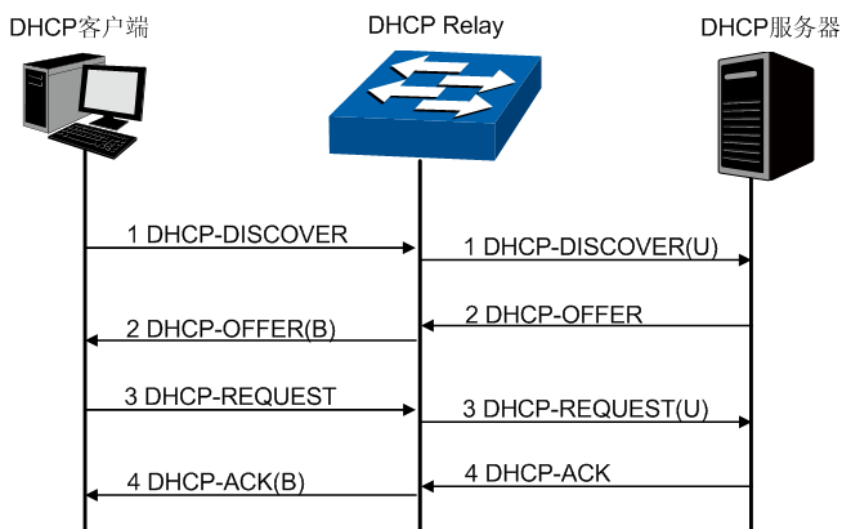 DHCP客户端
DHCP Relay
DHCP服务器
1 DHCP-DISCOVER
1 DHCP-DISCOVER(U)
2 DHCP-OFFER
2 DHCP-OFFER(B)
3 DHCP-REQUEST
3 DHCP-REQUEST(U)
4 DHCP-ACK
4 DHCP-ACK(B)